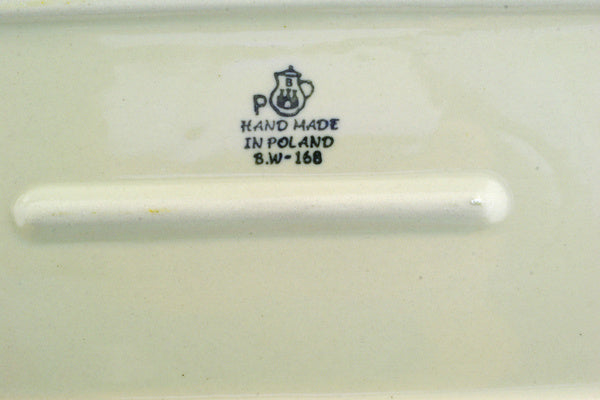 B
P
HAND MADE
IN POLAND
B.W-168